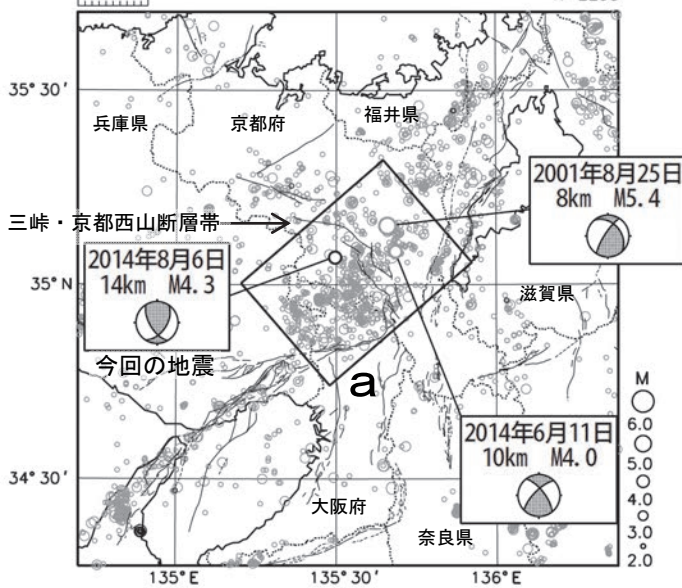 35° 30′
兵庫県
京都府
福井県
2001年8月25日
8km M5.4
三峠・京都西山断層帯
2014年8月6日
14km M4.3
35° N
滋賀県
今回の地震
a
M
6.0
5.0
4.0
3.0
2.0
2014年6月11日
10km M4.0
34° 30′
大阪府
奈良県
135° E
135° 30′
136° E